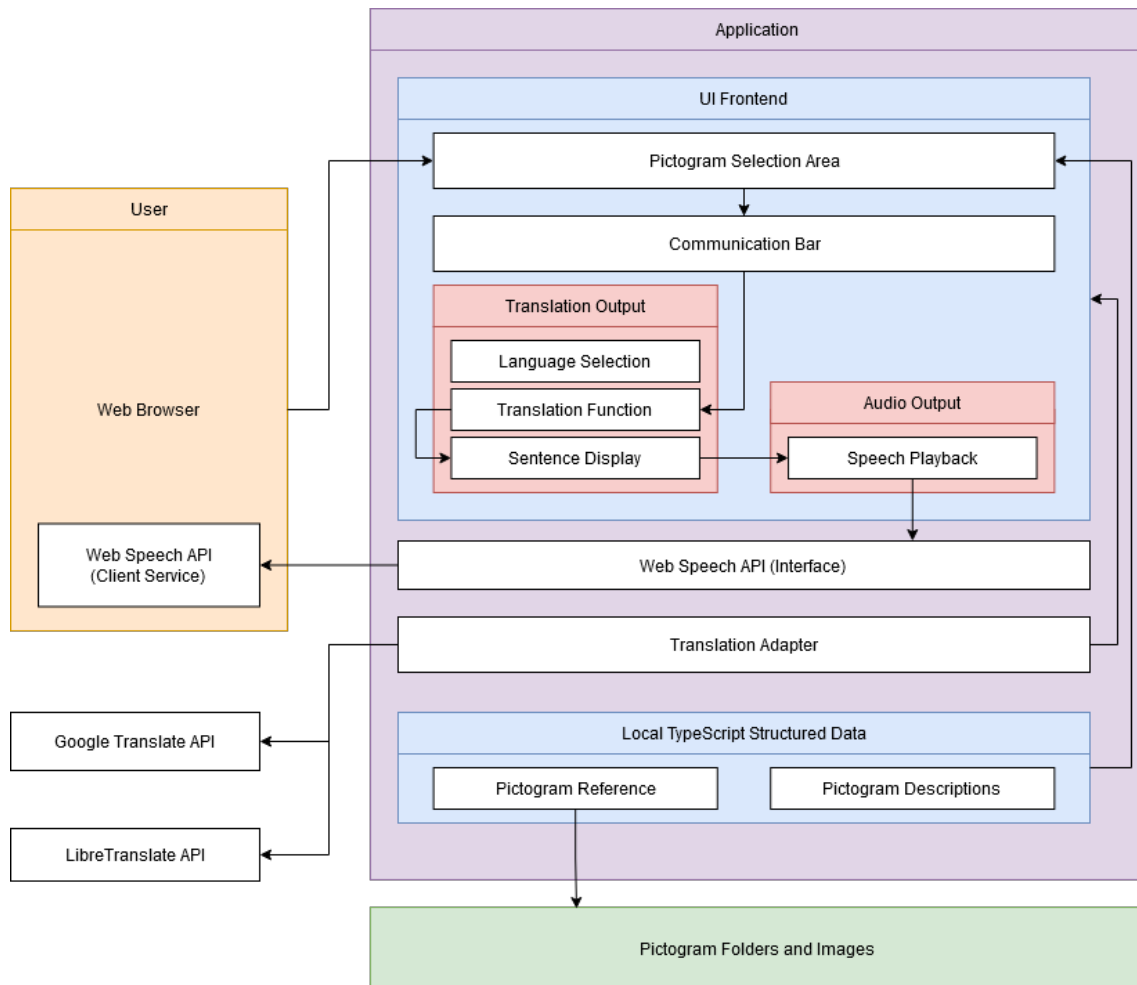 Application
UI Frontend
Pictogram Selection Area
User
Communication Bar
Translation Output
Language Selection
Web Browser
Translation Function
Audio Output
Sentence Display
Speech Playback
Web Speech API
(Client Service)
Web Speech API (Interface)
Translation Adapter
Google Translate API
Local TypeScript Structured Data
Pictogram Reference
Pictogram Descriptions
LibreTranslate API
Pictogram Folders and Images